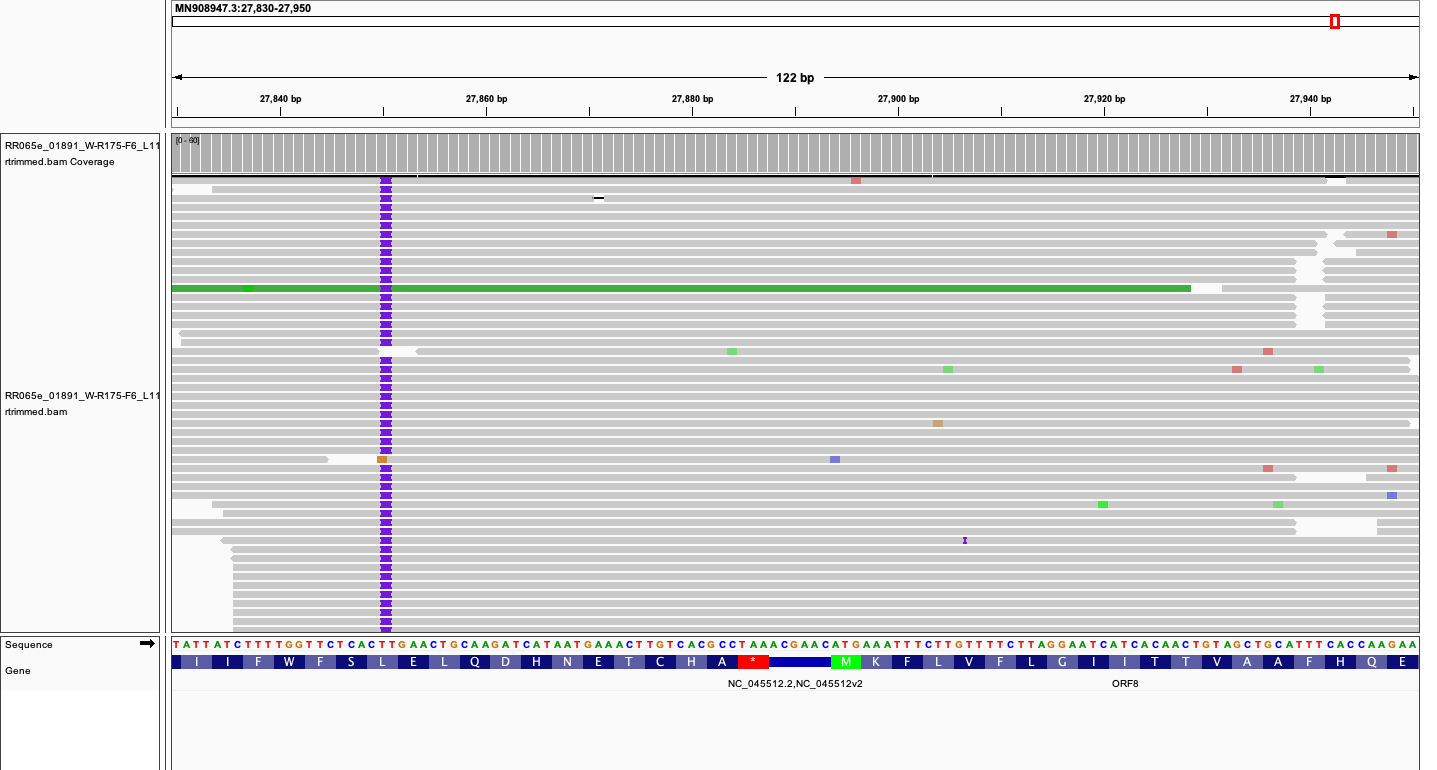 MN908947.3:27,830-27,950
122 bp
27,840 bp 27,860 bp 27,880 bp 27,900 bp 27,920 bp 27,940 bp
RR065e_01891_W-R175-F6_L11
rtrimmed.bam Coverage
[0 - 60]
RR065e_01891_W-R175-F6_L11
rtrimmed.bam
Sequence
TATTATCTTTTGGTTCTCACTTGAACTGCAAGATCATAATGAAACTTGTCACGCCTAAACGAACATGAAATTTCTTGTTTTCTTAGGAATCATCACAACTGTAGCTGCATTTCACCAAGAA
Gene
I I F W F S L E L Q D H N E T C H A * M K F L V F L G I I T T V A A F H Q E
NC_045512.2,NC_045512v2 ORF8